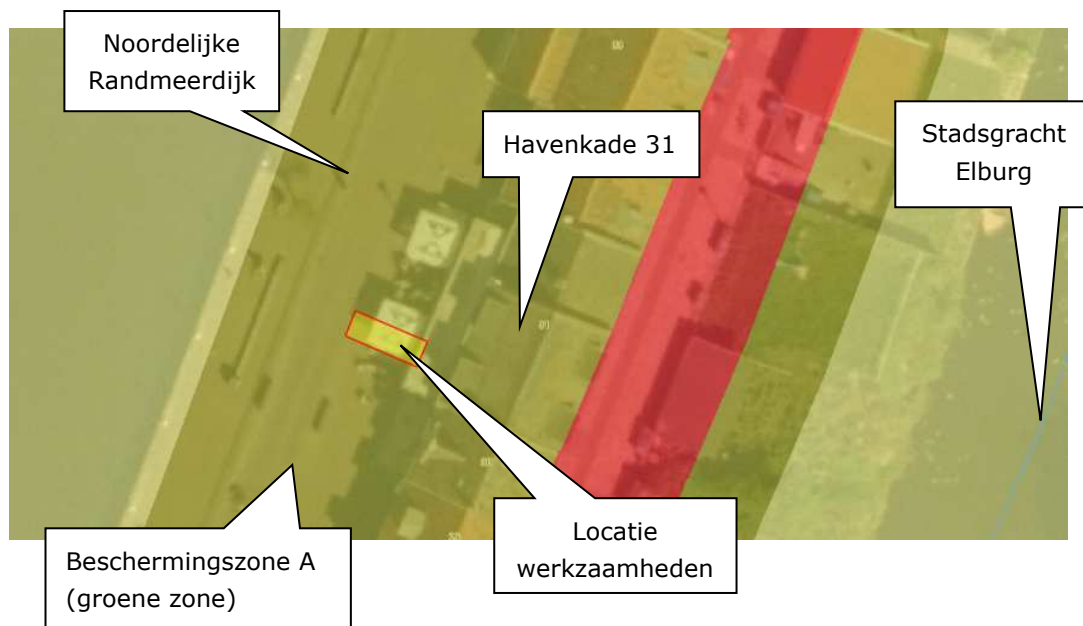 Noordelijke
Randmeerdijk
Havenkade 31
Stadsgracht
Elburg
Locatie
werkzaamheden
Beschermingszone A
(groene zone)